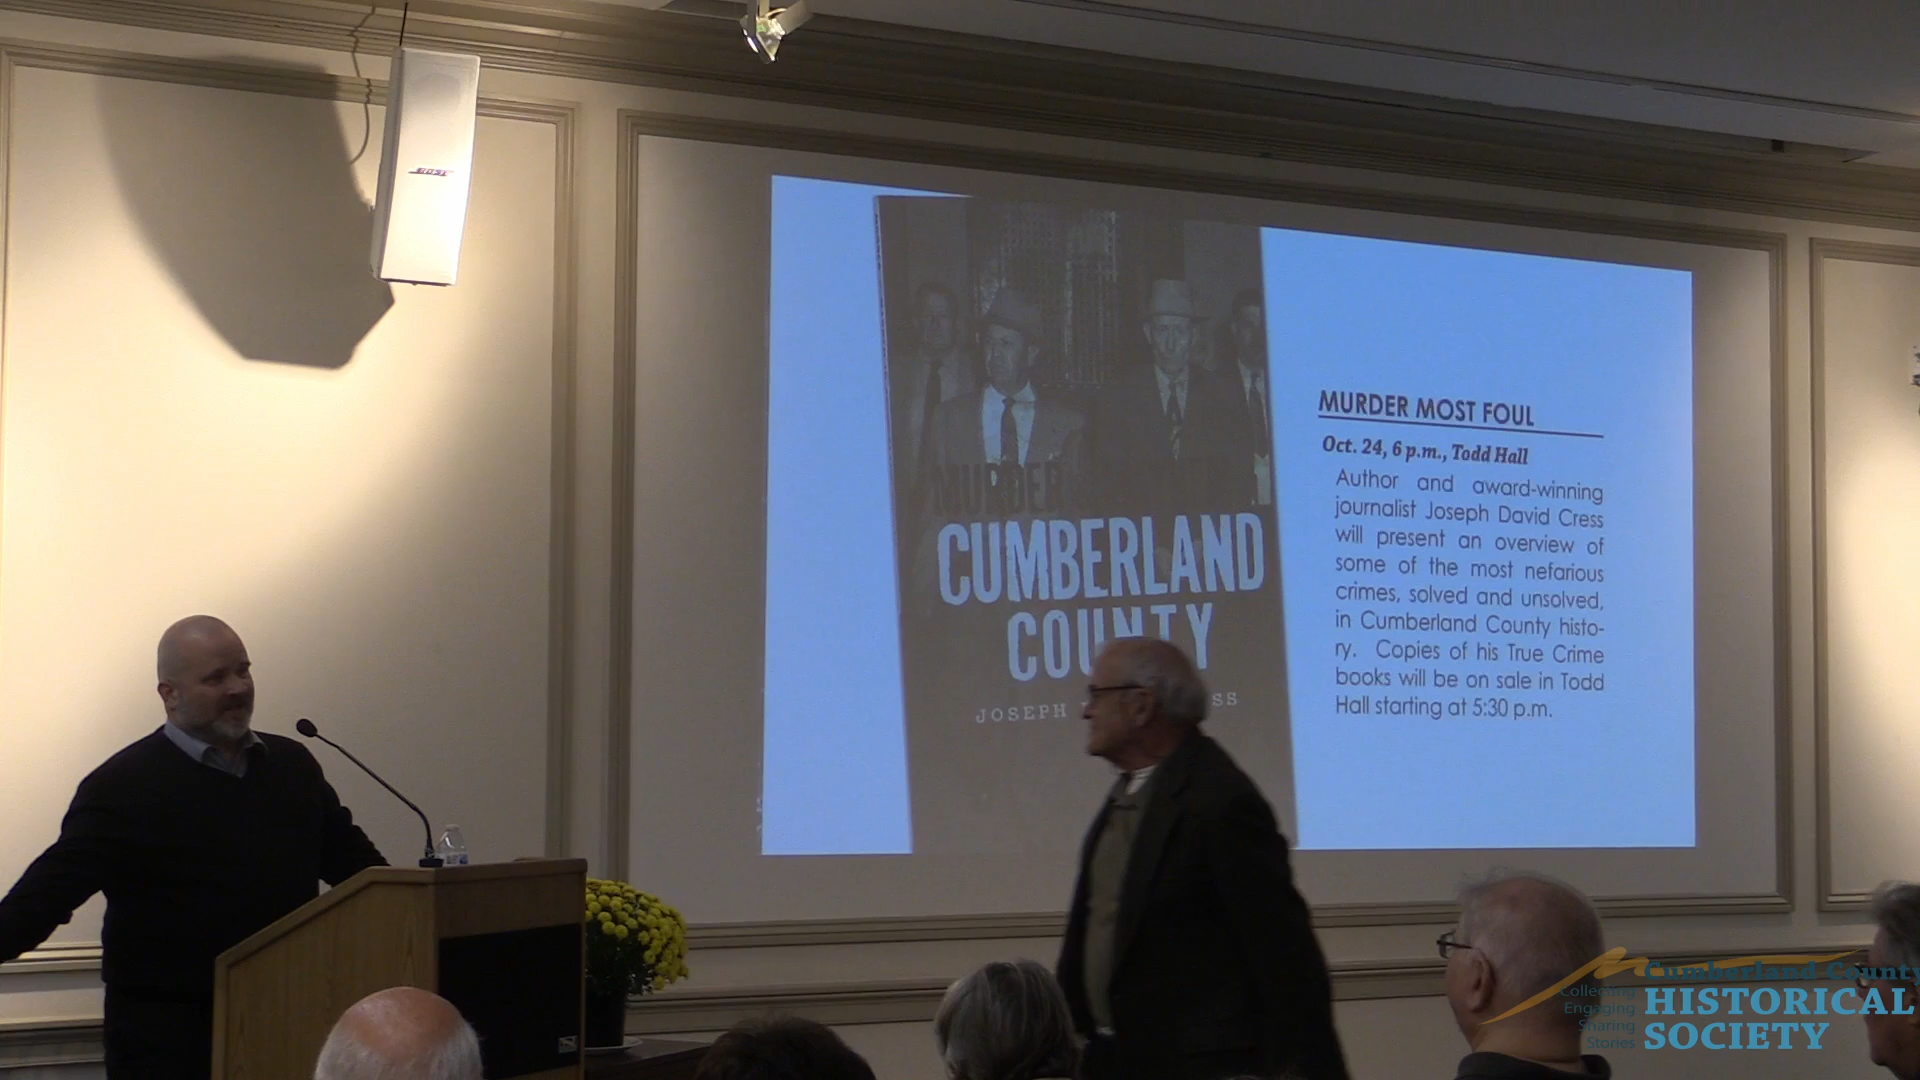 BOSE
MURDER
CUMBERLAND
COUNTY
JOSEPH
MURDER MOST FOUL
Oct. 24, 6 p.m., Todd Hall
Author and award-winning
journalist Joseph David Cress
will present an overview of
some of the most nefarious
crimes, solved and unsolved,
in Cumberland County histo-
ry. Copies of his True Crime
books will be on sale in Todd
Hall starting at 5:30 p.m.
Cumberland County
HISTORICAL
SOCIETY
Collecting
Engaging
Sharing
Stories